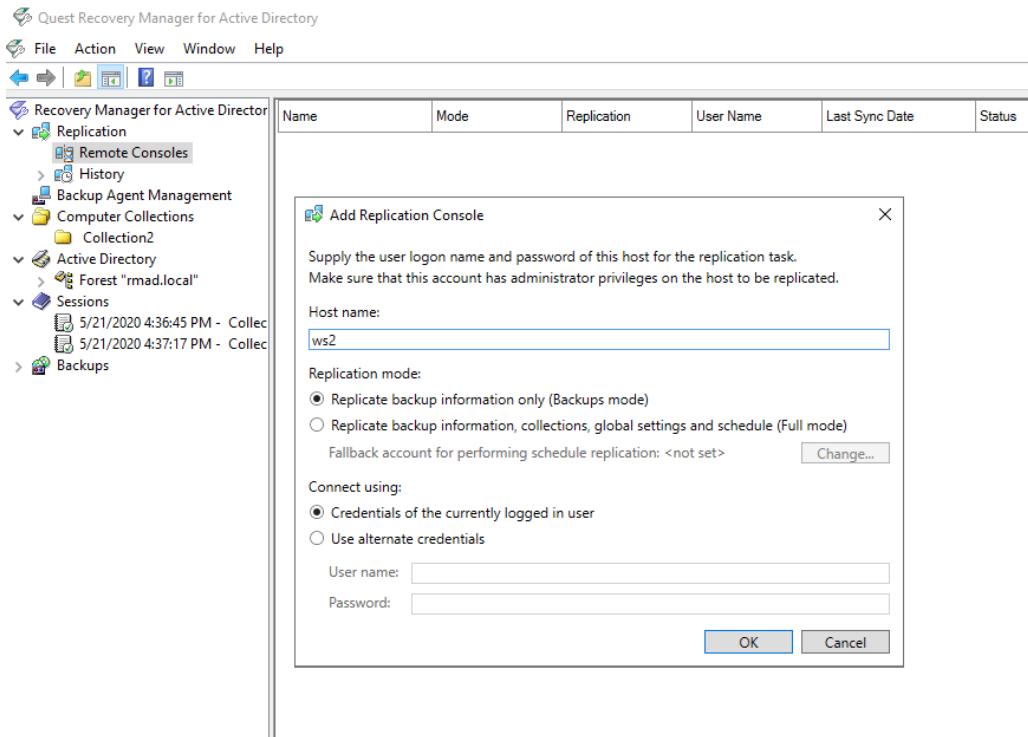 Quest Recovery Manager for Active Directory
File Action View Window Help
Recovery Manager for Active Director
Replication
Remote Consoles
History
Backup Agent Management
Computer Collections
Collection2
Active Directory
Forest "rmad.local"
Sessions
5/21/2020 4:36:45 PM - Collec
5/21/2020 4:37:17 PM - Collec
Backups
Name Mode Replication User Name Last Sync Date Status
Add Replication Console
Supply the user logon name and password of this host for the replication task.
Make sure that this account has administrator privileges on the host to be replicated.
Host name:
ws2
Replication mode:
Replicate backup information only (Backups mode)
Replicate backup information, collections, global settings and schedule (Full mode)
Fallback account for performing schedule replication: <not set> Change...
Connect using:
Credentials of the currently logged in user
Use alternate credentials
User name:
Password:
OK Cancel